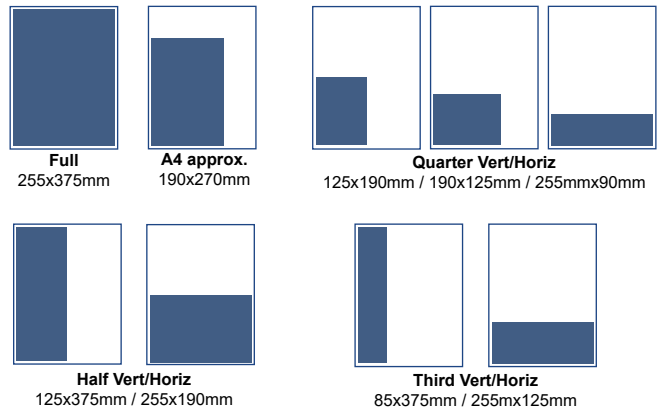 Full
255x375mm
A4 approx.
190x270mm
Quarter Vert/Horiz
125x190mm / 190x125mm / 255mmx90mm
Half Vert/Horiz
125x375mm / 255x190mm
Third Vert/Horiz
85x375mm / 255mx125mm